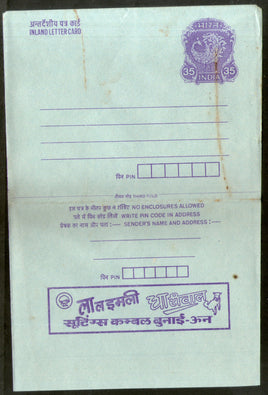 अन्तर्देशीय पत्र कार्ड
INLAND LETTER CARD
भारत
35 35
INDIA
पिन PIN
तीसरा मोड़ THIRD FOLD
इस पत्र के भीतर कुछ न रखिये NO ENCLOSURES ALLOWED
पते में पिन कोड लिखें WRITE PIN CODE IN ADDRESS
प्रेषक का नाम और पता :— SENDER'S NAME AND ADDRESS :—
पिन PIN
लाल इमली धारीवाल
सूटिंग्स कम्बल बुनाई-ऊन